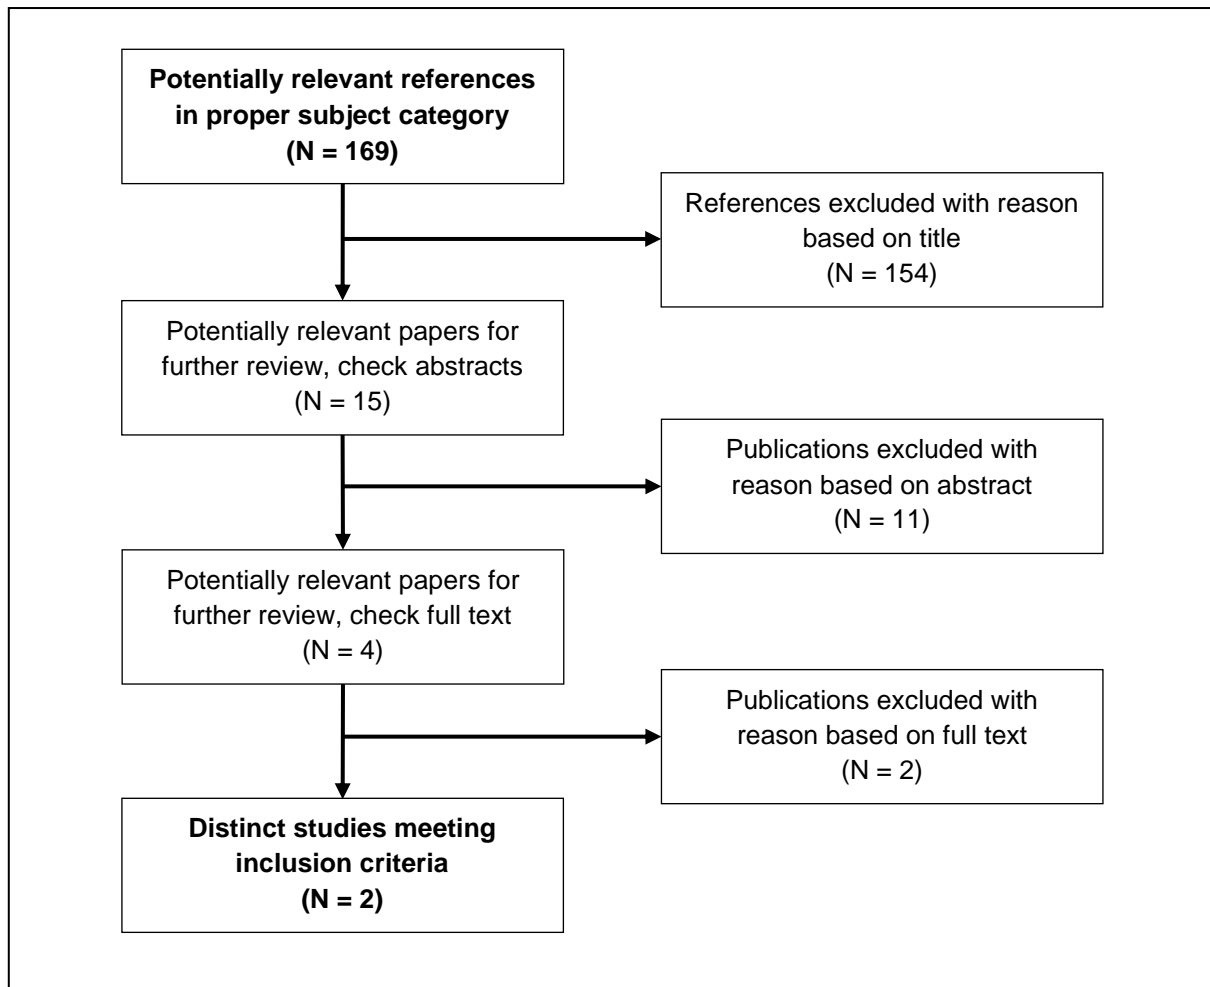 Potentially relevant references
in proper subject category
(N = 169)
References excluded with reason
based on title
(N = 154)
Potentially relevant papers for
further review, check abstracts
(N = 15)
Publications excluded with
reason based on abstract
(N = 11)
Potentially relevant papers for
further review, check full text
(N = 4)
Publications excluded with
reason based on full text
(N = 2)
Distinct studies meeting
inclusion criteria
(N = 2)